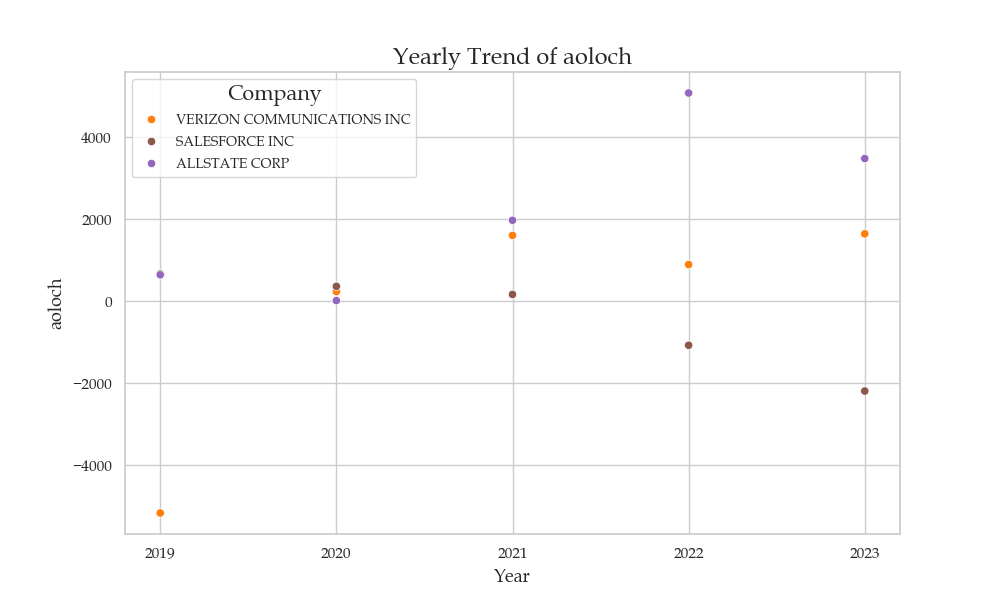 Yearly Trend of aoloch
Company
VERIZON COMMUNICATIONS INC
SALESFORCE INC
ALLSTATE CORP
4000
2000
0
−2000
−4000
aoloch
2019 2020 2021 2022 2023
Year